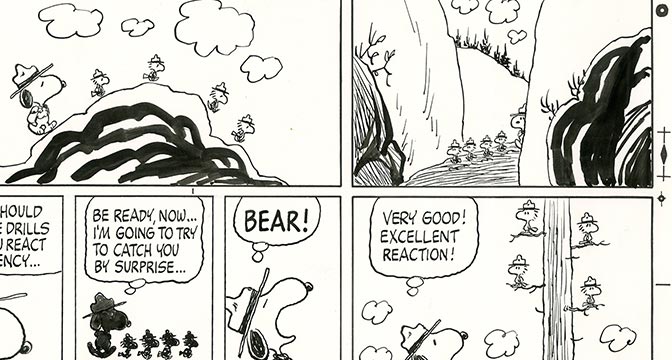 HOULD
DRILLS
REACT
ENCY...
BE READY, NOW...
I'M GOING TO TRY
TO CATCH YOU
BY SURPRISE...
BEAR!
VERY GOOD!
EXCELLENT
REACTION!